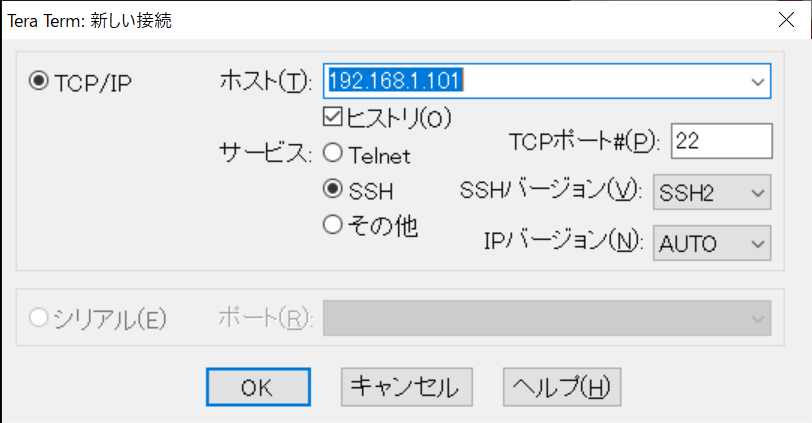 Tera Term: 新しい接続
TCP/IP
ホスト(T): 192.168.1.101
ヒストリ(O)
サービス: Telnet
TCPポート#(P): 22
SSH
SSHバージョン(V): SSH2
その他
IPバージョン(N): AUTO
シリアル(E)
ポート(R):
OK
キャンセル
ヘルプ(H)